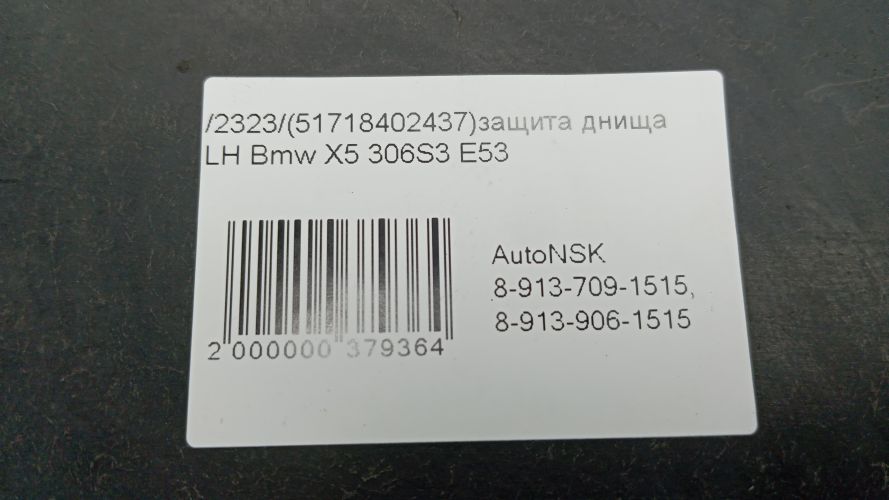 /2323/(51718402437)защита днища
LH Bmw X5 306S3 E53
AutoNSK
8-913-709-1515,
8-913-906-1515
2 000000 379364